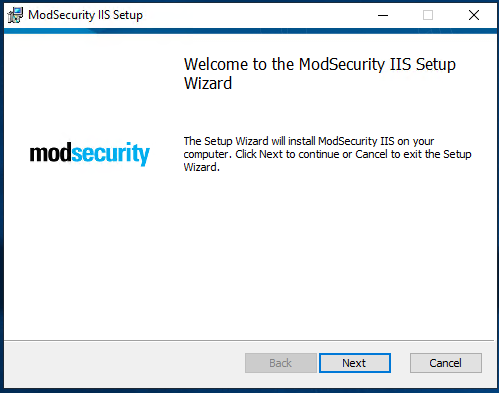 ModSecurity IIS Setup
Welcome to the ModSecurity IIS Setup
Wizard
modsecurity
The Setup Wizard will install ModSecurity IIS on your
computer. Click Next to continue or Cancel to exit the Setup
Wizard.
Back
Next
Cancel